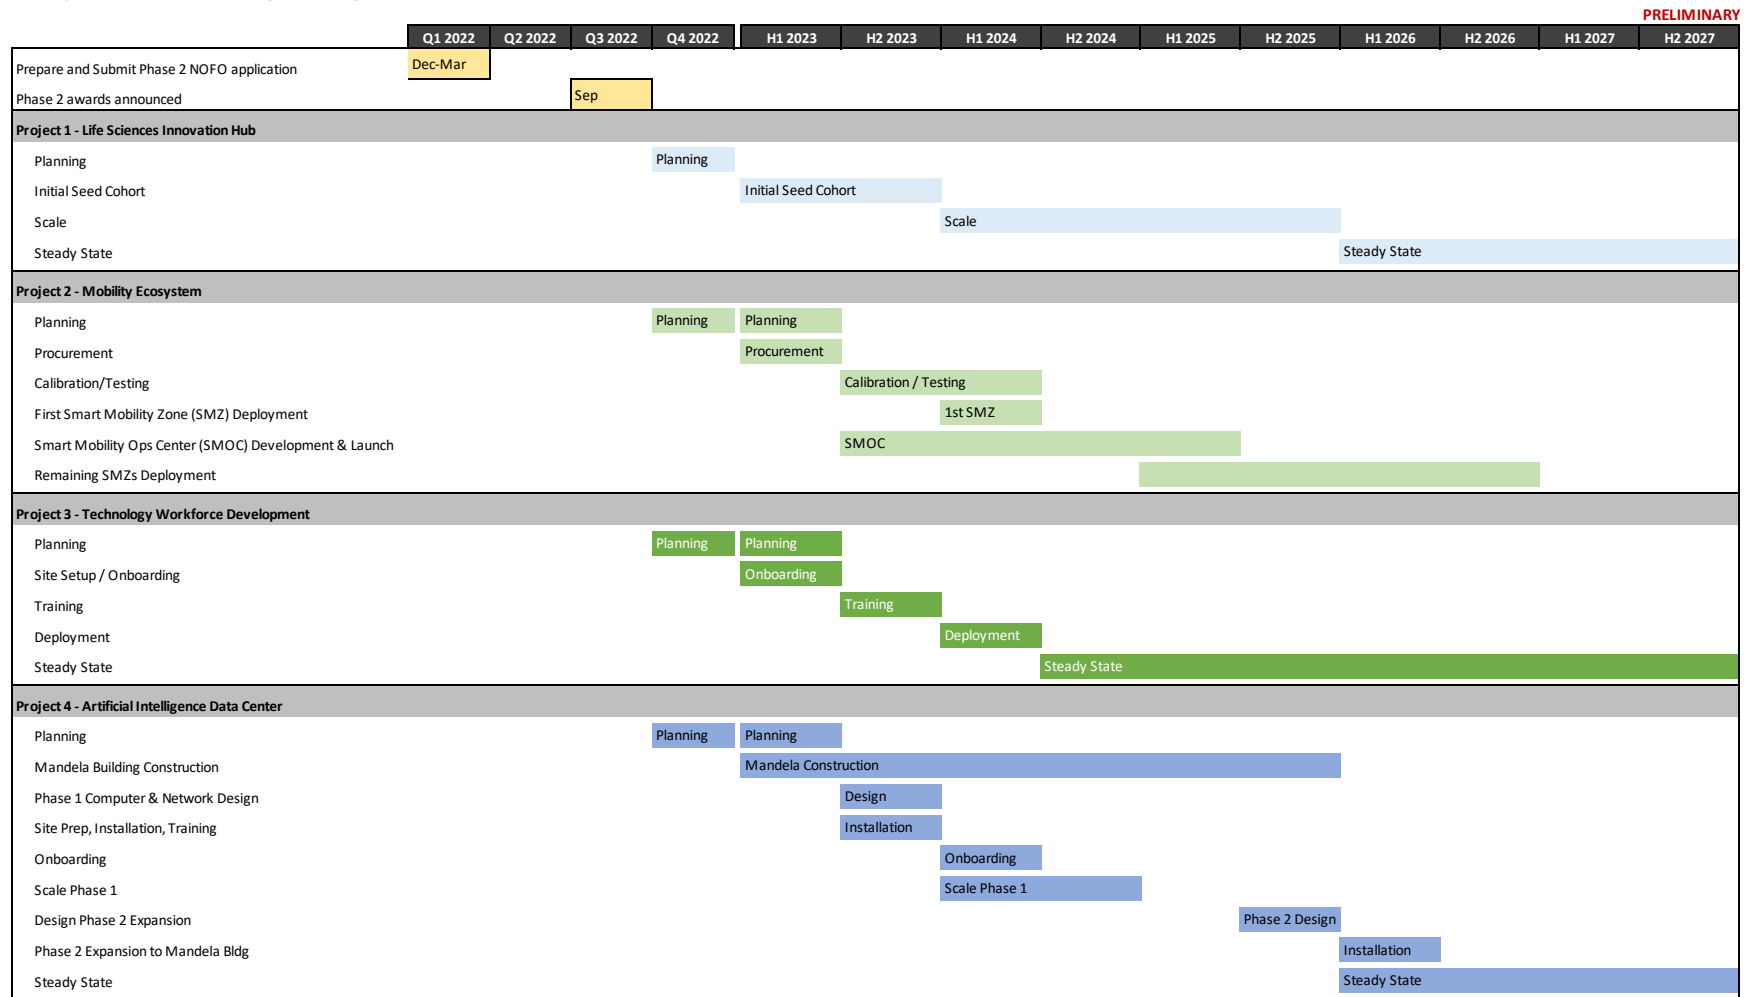 PRELIMINARY
Q1 2022 Q2 2022 Q3 2022 Q4 2022 H1 2023 H2 2023 H1 2024 H2 2024 H1 2025 H2 2025 H1 2026 H2 2026 H1 2027 H2 2027
Prepare and Submit Phase 2 NOFO application Dec-Mar
Phase 2 awards announced Sep
Project 1 - Life Sciences Innovation Hub
Planning Planning
Initial Seed Cohort Initial Seed Cohort
Scale Scale
Steady State Steady State
Project 2 - Mobility Ecosystem
Planning Planning Planning
Procurement Procurement
Calibration/Testing Calibration / Testing
First Smart Mobility Zone (SMZ) Deployment 1st SMZ
Smart Mobility Ops Center (SMOC) Development & Launch SMOC
Remaining SMZs Deployment
Project 3 - Technology Workforce Development
Planning Planning Planning
Site Setup / Onboarding Onboarding
Training Training
Deployment Deployment
Steady State Steady State
Project 4 - Artificial Intelligence Data Center
Planning Planning Planning
Mandela Building Construction Mandela Construction
Phase 1 Computer & Network Design Design
Site Prep, Installation, Training Installation
Onboarding Onboarding
Scale Phase 1 Scale Phase 1
Design Phase 2 Expansion Phase 2 Design
Phase 2 Expansion to Mandela Bldg Installation
Steady State Steady State